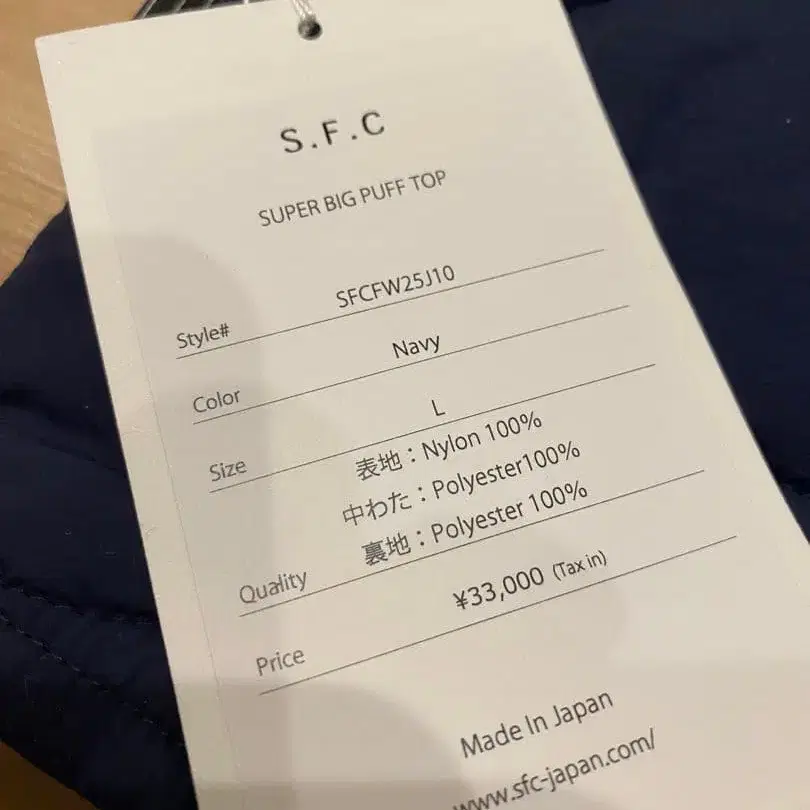 S.F.C
SUPER BIG PUFF TOP
Style# SFCFW25J10
Color Navy
Size L
表地：Nylon 100%
中わた：Polyester100%
Quality 裏地：Polyester 100%
Price ¥33,000 (Tax in)
Made In Japan
www.sfc-japan.com/